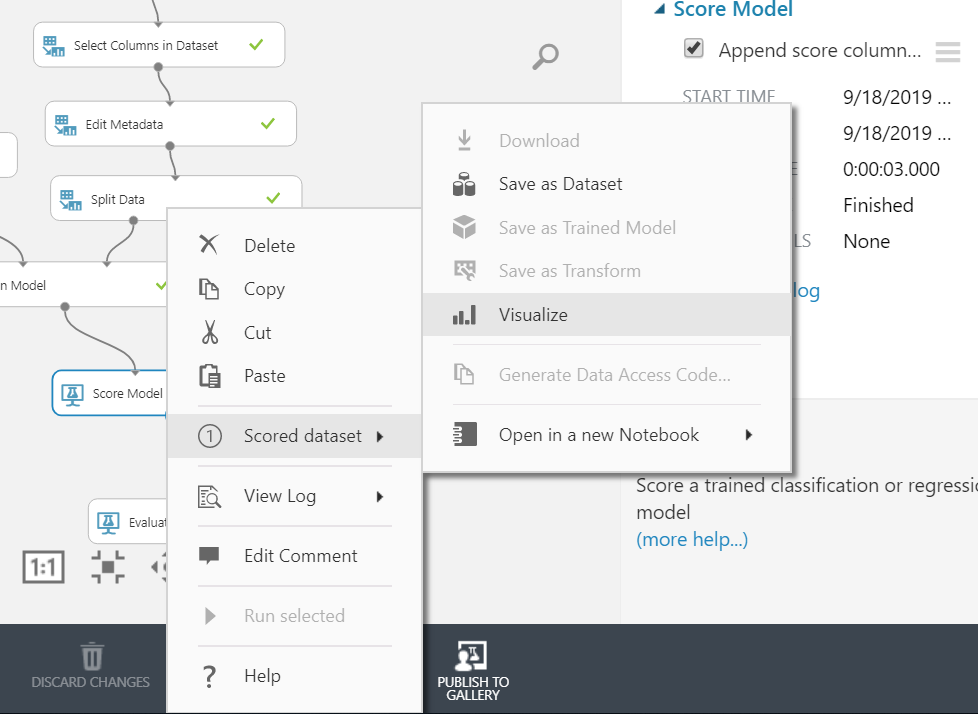 Select Columns in Dataset
Edit Metadata
Split Data
n Model
Score Model
Delete
Copy
Cut
Paste
1 Scored dataset
View Log
Edit Comment
Run selected
Help
Download
Save as Dataset
Save as Trained Model
Save as Transform
Visualize
Generate Data Access Code...
Open in a new Notebook
Score Model
Append score column...
START TIME 9/18/2019 ...
9/18/2019 ...
E 0:00:03.000
Finished
LS None
log
Score a trained classification or regressio
model
(more help...)
Evaluat
1:1
DISCARD CHANGES
PUBLISH TO
GALLERY